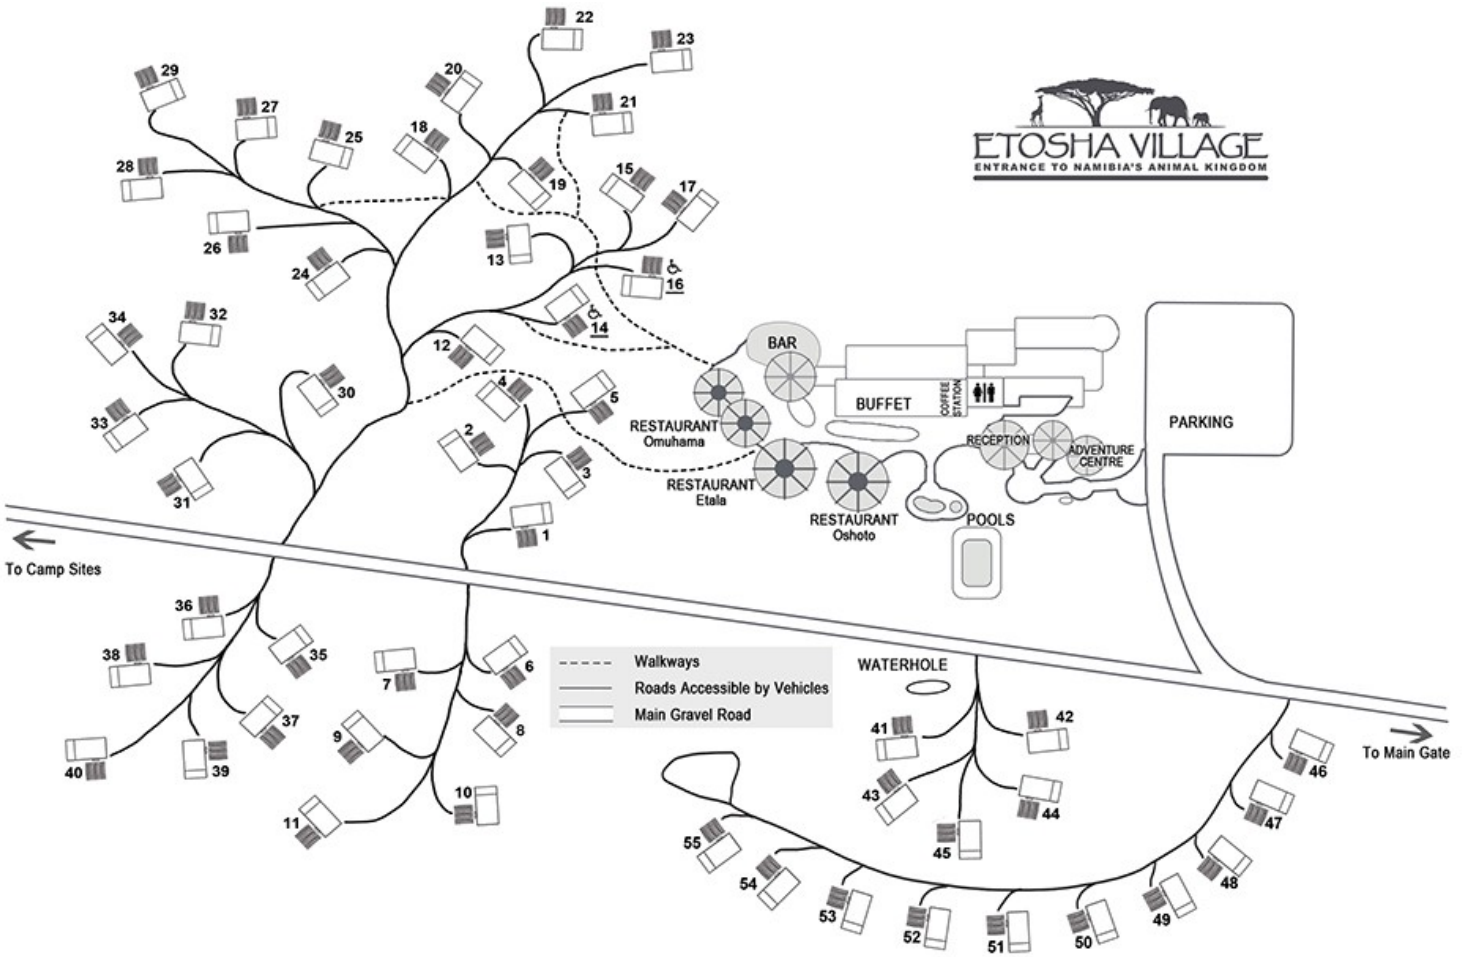 22
23
29
20
27
21
18
25
28
15
17
19
26
13
24
16
34
32
14
12
BAR
4
5
30
COFFEE
STATION
BUFFET
33
2
RESTAURANT
Omuhama
RECEPTION
ADVENTURE
CENTRE
PARKING
3
31
RESTAURANT
Etala
RESTAURANT
Oshoto
POOLS
1
To Camp Sites
36
38
35
6
7
Walkways
Roads Accessible by Vehicles
Main Gravel Road
WATERHOLE
37
9
8
41
42
40
39
To Main Gate
46
43
10
44
47
11
45
55
54
48
53
49
52
51
50
ETOSHA VILLAGE
ENTRANCE TO NAMIBIA'S ANIMAL KINGDOM